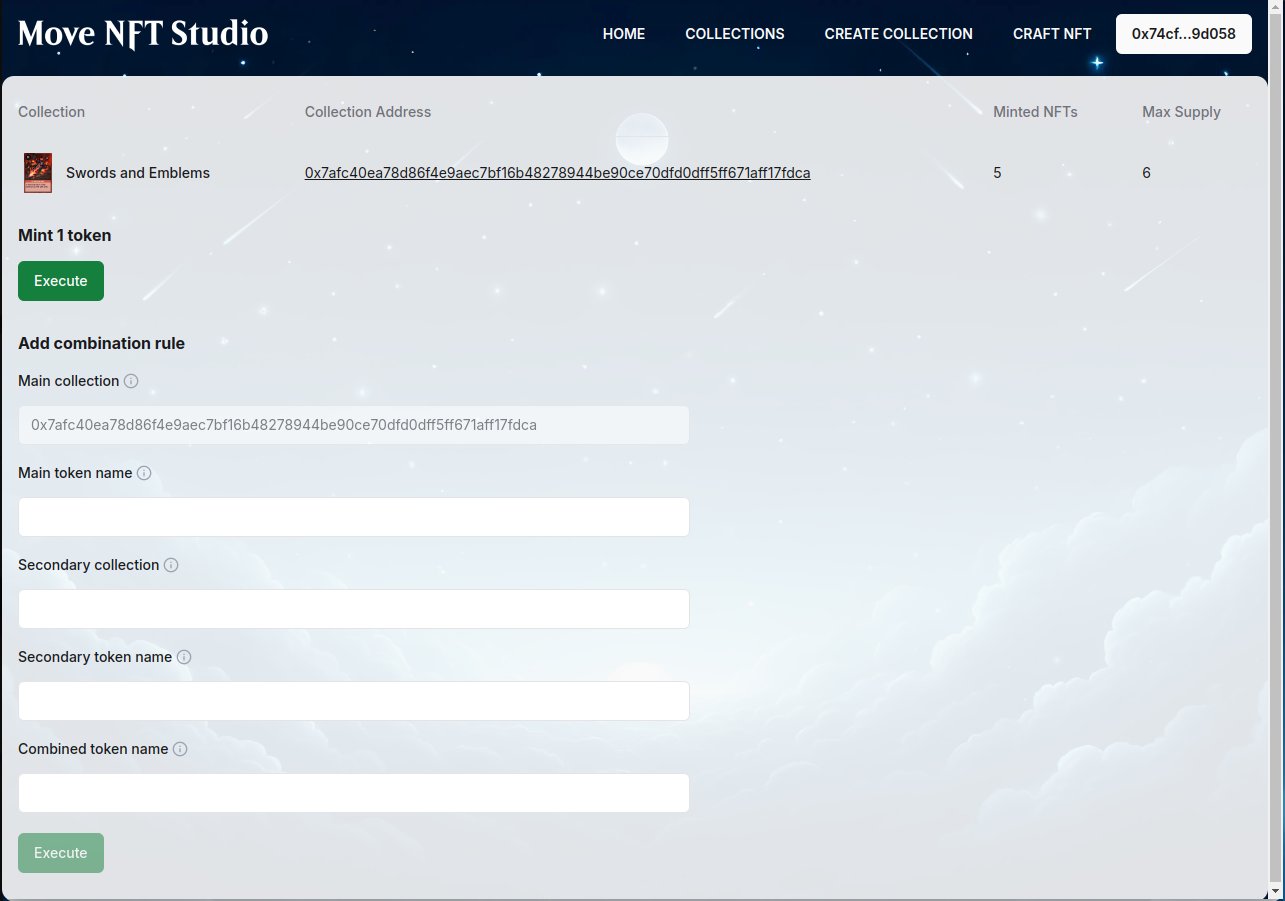 Move NFT Studio
HOME COLLECTIONS CREATE COLLECTION CRAFT NFT 0x74cf...9d058
Collection Collection Address Minted NFTs Max Supply
Swords and Emblems 0x7afc40ea78d86f4e9aec7bf16b48278944be90ce70dfd0dff5ff671aff17fdca 5 6
Mint 1 token
Execute
Add combination rule
Main collection
0x7afc40ea78d86f4e9aec7bf16b48278944be90ce70dfd0dff5ff671aff17fdca
Main token name
Secondary collection
Secondary token name
Combined token name
Execute